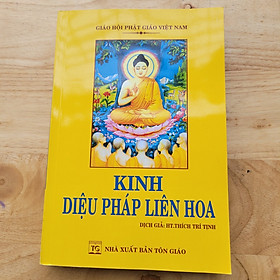 GIÁO HỘI PHẬT GIÁO VIỆT NAM
KINH
DIỆU PHÁP LIÊN HOA
DỊCH GIẢ: HT.THÍCH TRÍ TỊNH
TG
NHÀ XUẤT BẢN TÔN GIÁO